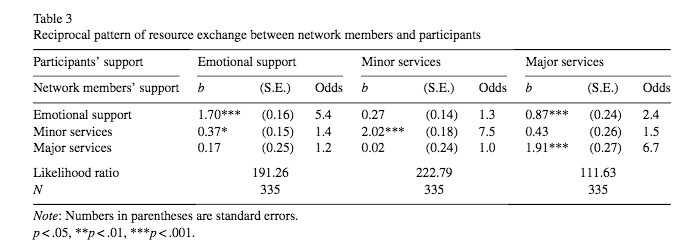 Table 3
Reciprocal pattern of resource exchange between network members and participants
Participants' support Emotional support Minor services Major services
Network members' support b (S.E.) Odds b (S.E.) Odds b (S.E.) Odds
Emotional support 1.70*** (0.16) 5.4 0.27 (0.14) 1.3 0.87*** (0.24) 2.4
Minor services 0.37* (0.15) 1.4 2.02*** (0.18) 7.5 0.43 (0.26) 1.5
Major services 0.17 (0.25) 1.2 0.02 (0.24) 1.0 1.91*** (0.27) 6.7
Likelihood ratio 191.26 222.79 111.63
N 335 335 335
Note: Numbers in parentheses are standard errors.
p<.05, **p<.01, ***p<.001.